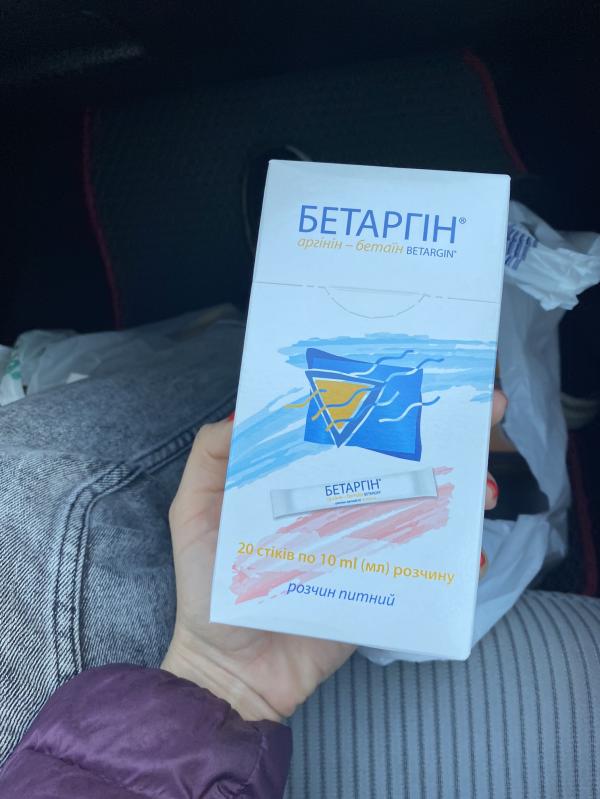 БЕТАРГІН®
аргінін – бетаїн BETARGIN®
БЕТАРГІН®
20 стіків по 10 ml (мл) розчину
розчин питний